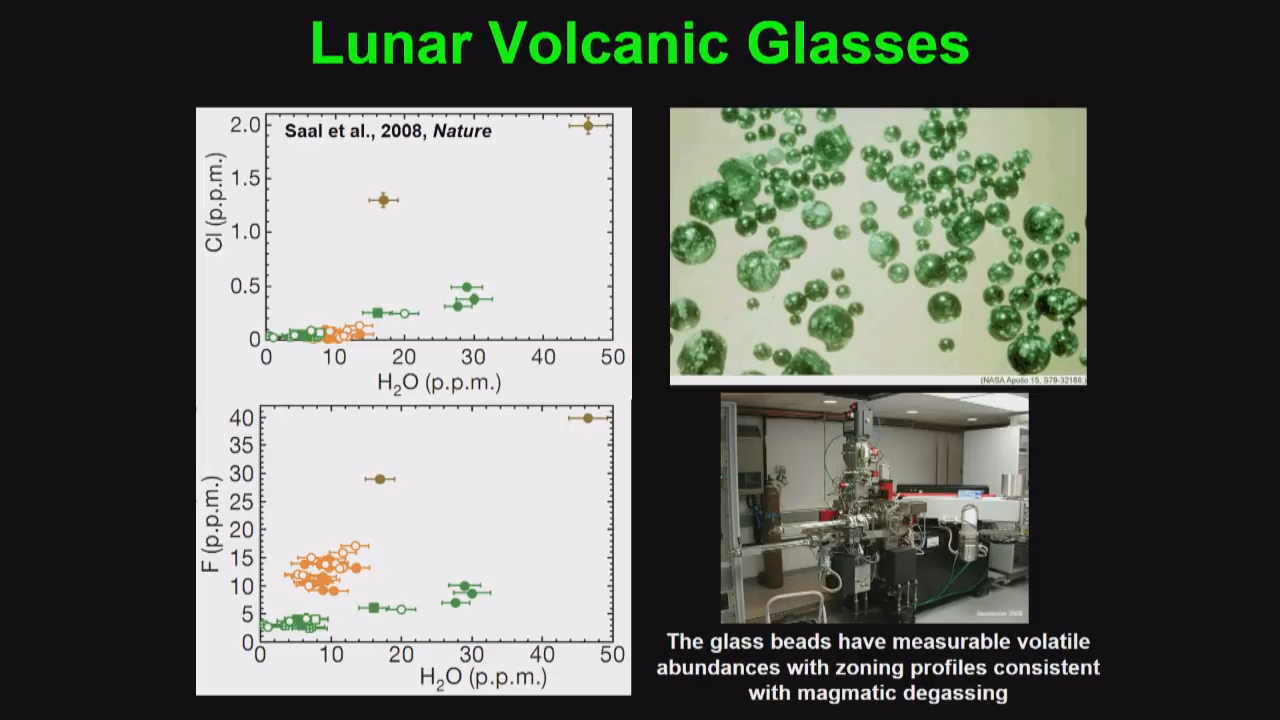 Lunar Volcanic Glasses
Saal et al., 2008, Nature
2.0
1.5
1.0
0.5
0
Cl (p.p.m.)
0 10 20 30 40 50
H2O (p.p.m.)
40
35
30
25
20
15
10
5
0
F (p.p.m.)
0 10 20 30 40 50
H2O (p.p.m.)
(NASA Apollo 15, S79-32188.)
The glass beads have measurable volatile
abundances with zoning profiles consistent
with magmatic degassing